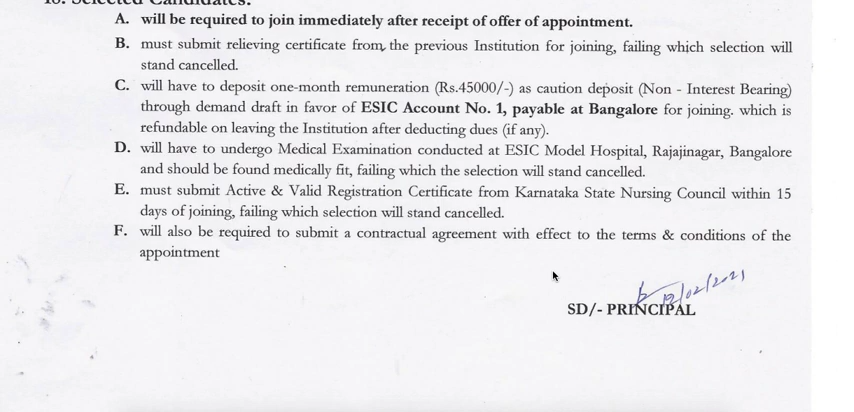 Selected Candidates:
A. will be required to join immediately after receipt of offer of appointment.
B. must submit relieving certificate from the previous Institution for joining, failing which selection will
stand cancelled.
C. will have to deposit one-month remuneration (Rs.45000/-) as caution deposit (Non - Interest Bearing)
through demand draft in favor of ESIC Account No. 1, payable at Bangalore for joining. which is
refundable on leaving the Institution after deducting dues (if any).
D. will have to undergo Medical Examination conducted at ESIC Model Hospital, Rajajinagar, Bangalore
and should be found medically fit, failing which the selection will stand cancelled.
E. must submit Active & Valid Registration Certificate from Karnataka State Nursing Council within 15
days of joining, failing which selection will stand cancelled.
F. will also be required to submit a contractual agreement with effect to the terms & conditions of the
appointment
12/02/2021
SD/- PRINCIPAL